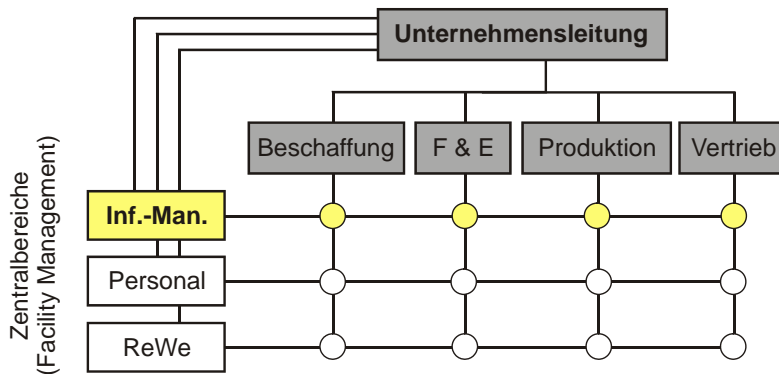 Unternehmensleitung
Beschaffung
F & E
Produktion
Vertrieb
Zentralbereiche
(Facility Management)
Inf.-Man.
Personal
ReWe